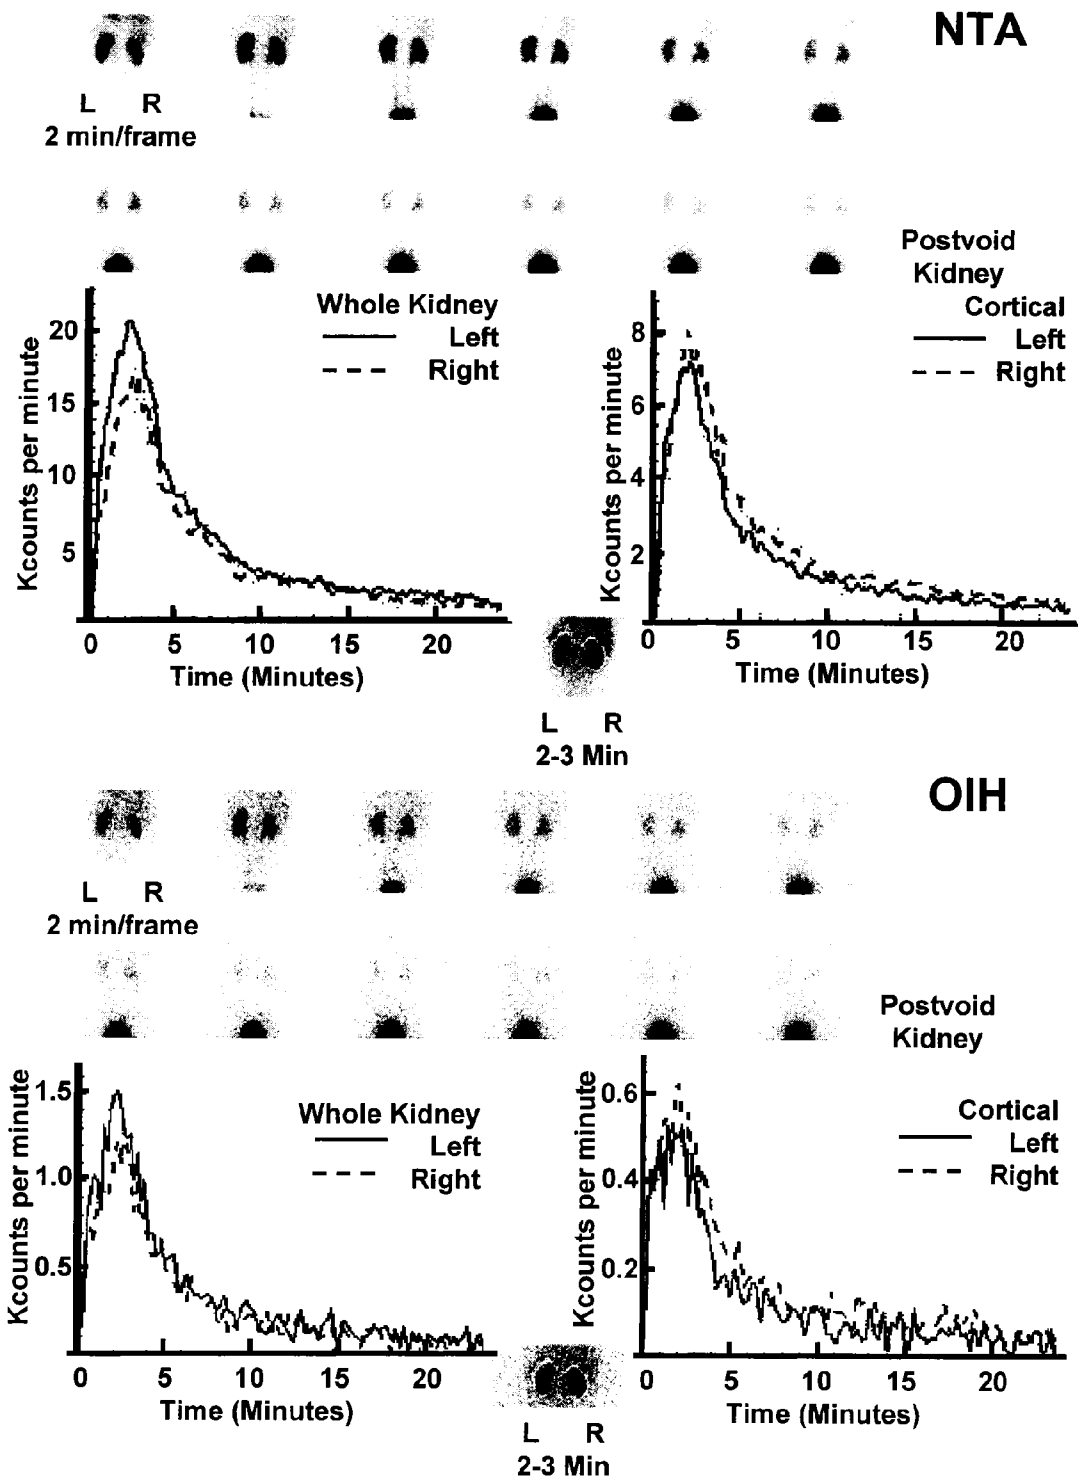 NTA
L R
2 min/frame
Postvoid
Kidney
Whole Kidney
Left
Right
Kcounts per minute
20
15
10
5
0 5 10 15 20
Time (Minutes)
Cortical
Left
Right
Kcounts per minute
8
6
4
2
0 5 10 15 20
Time (Minutes)
L R
2-3 Min
OIH
L R
2 min/frame
Postvoid
Kidney
Whole Kidney
Left
Right
Kcounts per minute
1.5
1.0
0.5
0 5 10 15 20
Time (Minutes)
Cortical
Left
Right
Kcounts per minute
0.6
0.4
0.2
0 5 10 15 20
Time (Minutes)
L R
2-3 Min